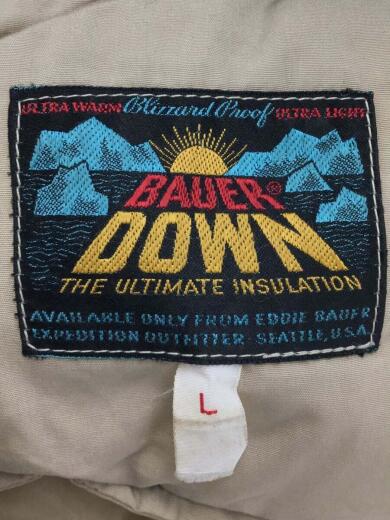 ULTRA WARM Blizzard Proof ULTRA LIGHT
BAUER®
DOWN
THE ULTIMATE INSULATION
AVAILABLE ONLY FROM EDDIE BAUER
EXPEDITION OUTFITTER - SEATTLE, U.S.A
L